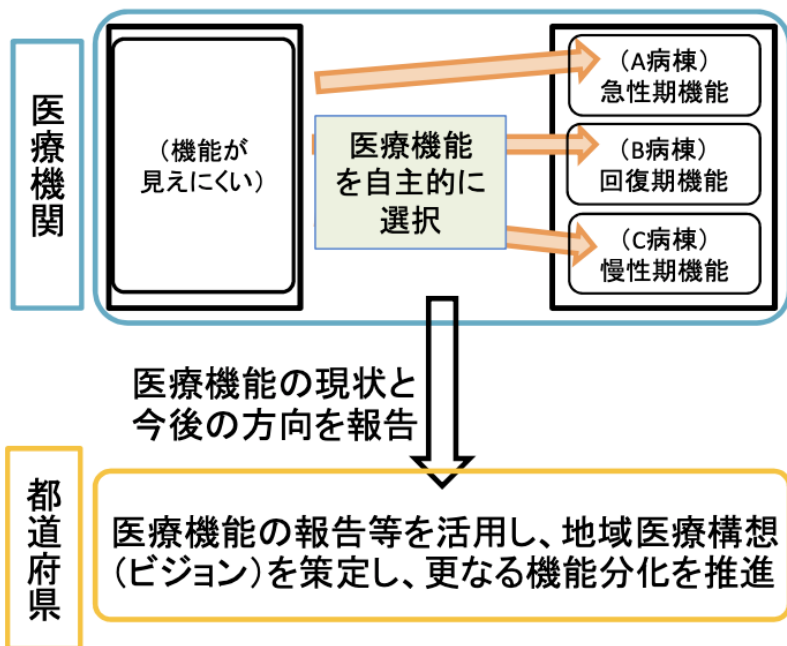 医療機関
(機能が
見えにくい)
医療機能
を自主的に
選択
(A病棟)
急性期機能
(B病棟)
回復期機能
(C病棟)
慢性期機能
医療機能の現状と
今後の方向を報告
都道府県
医療機能の報告等を活用し、地域医療構想
(ビジョン)を策定し、更なる機能分化を推進